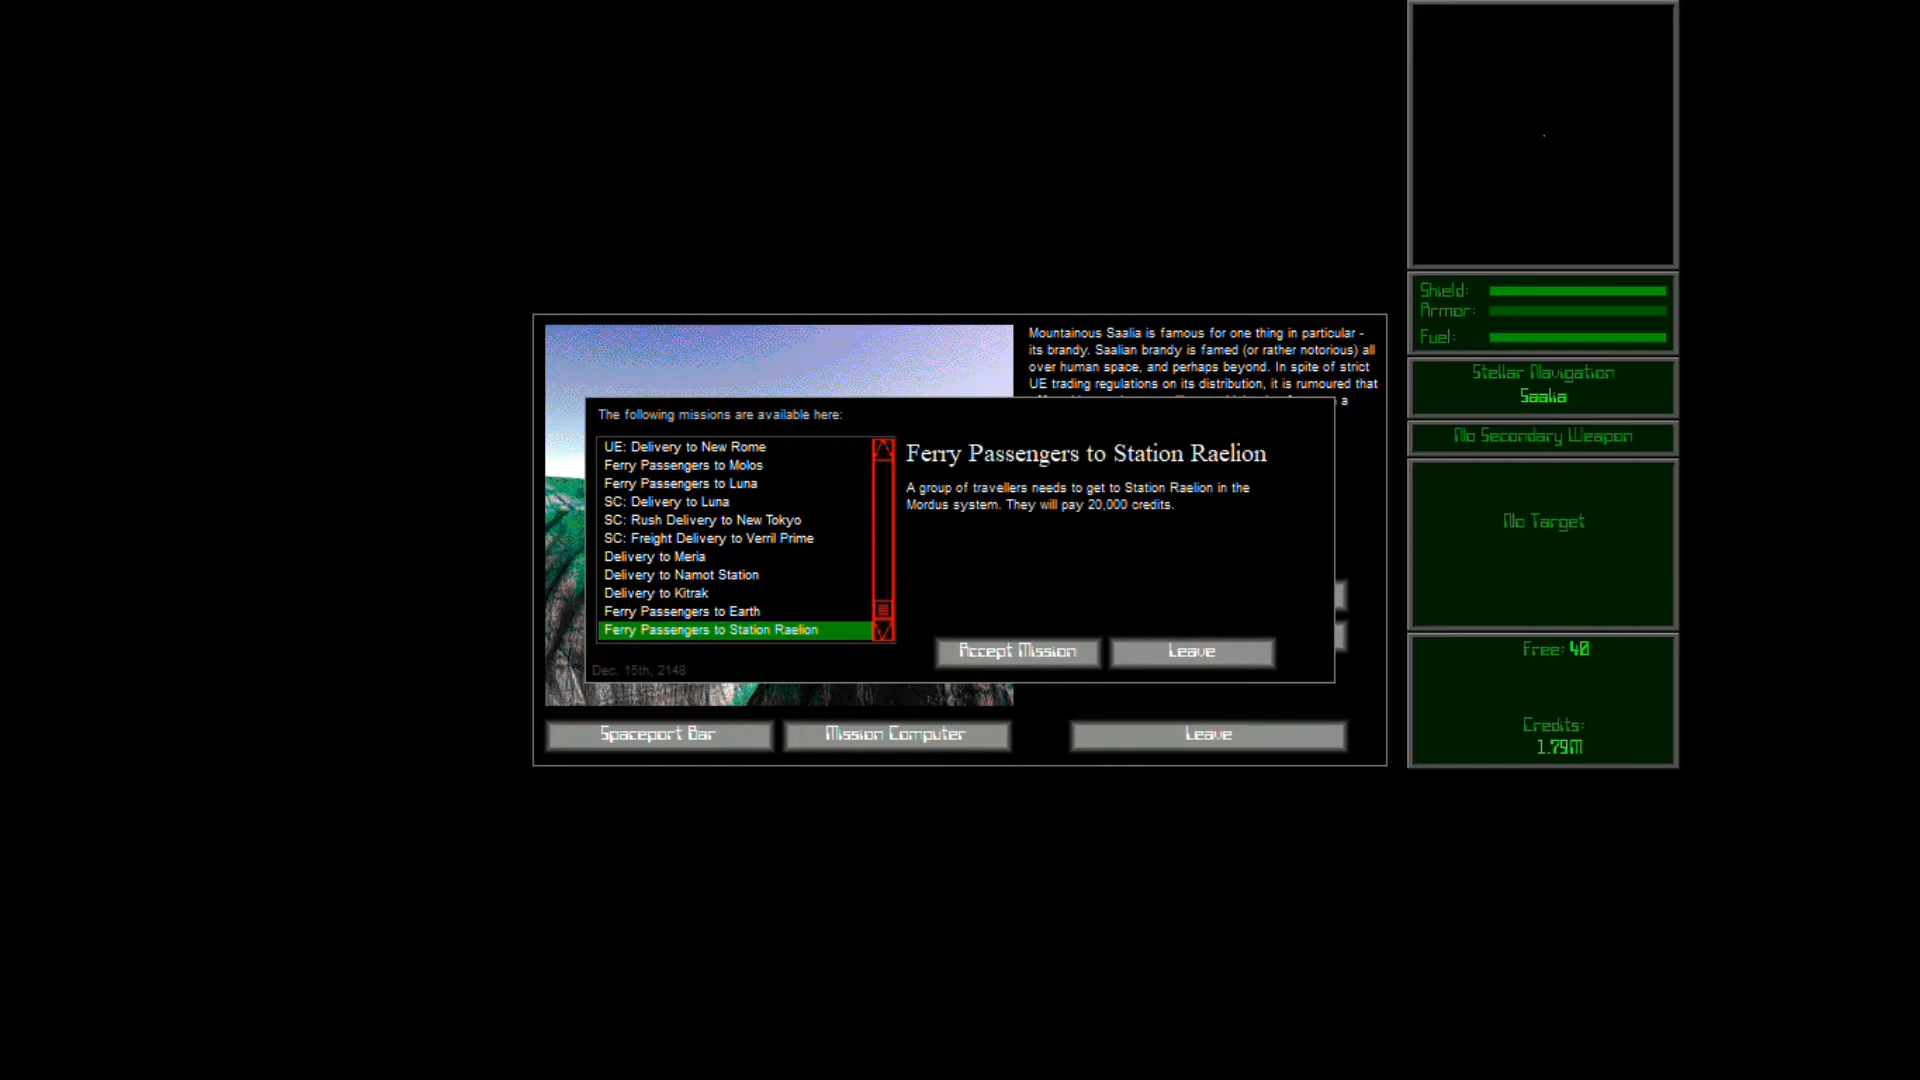 Mountainous Saalia is famous for one thing in particular -
its brandy. Saalian brandy is famed (or rather notorious) all
over human space, and perhaps beyond. In spite of strict
UE trading regulations on its distribution, it is rumoured that
a
The following missions are available here:
UE: Delivery to New Rome
Ferry Passengers to Molos
Ferry Passengers to Luna
SC: Delivery to Luna
SC: Rush Delivery to New Tokyo
SC: Freight Delivery to Verril Prime
Delivery to Meria
Delivery to Namot Station
Delivery to Kitrak
Ferry Passengers to Earth
Ferry Passengers to Station Raelion
Dec. 15th, 2148
Ferry Passengers to Station Raelion
A group of travellers needs to get to Station Raelion in the
Mordus system. They will pay 20,000 credits.
Accept Mission
Leave
Spaceport Bar
Mission Computer
Leave
Shield:
Armor:
Fuel:
Stellar Navigation
Saalia
No Secondary Weapon
No Target
Free: 40
Credits:
1.79M